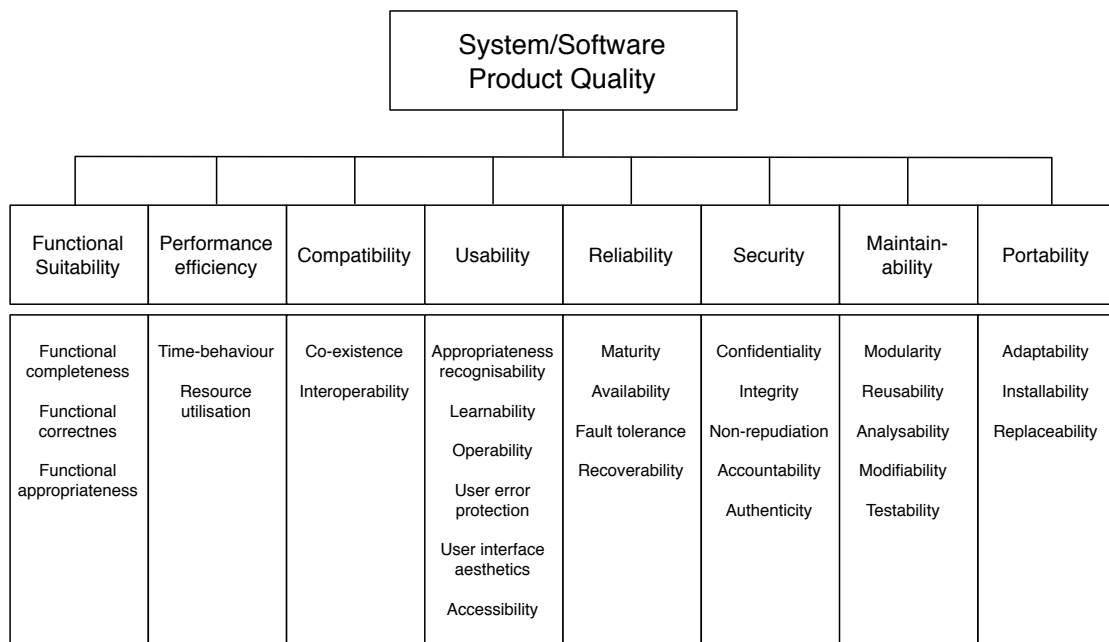 System/Software
Product Quality
Functional
Suitability
Performance
efficiency
Compatibility
Usability
Reliability
Security
Maintain-
ability
Portability
Functional
completeness
Functional
correctnes
Functional
appropriateness
Time-behaviour
Resource
utilisation
Co-existence
Interoperability
Appropriateness
recognisability
Learnability
Operability
User error
protection
User interface
aesthetics
Accessibility
Maturity
Availability
Fault tolerance
Recoverability
Confidentiality
Integrity
Non-repudiation
Accountability
Authenticity
Modularity
Reusability
Analysability
Modifiability
Testability
Adaptability
Installability
Replaceability